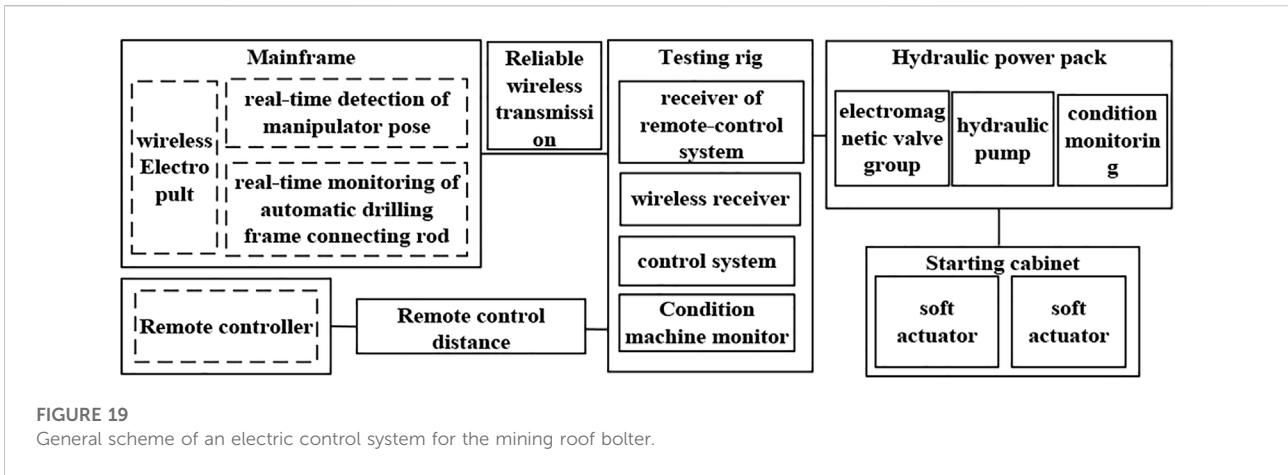 Mainframe
wireless
Electro
pult
real-time detection of
manipulator pose
real-time monitoring of
automatic drilling
frame connecting rod
Reliable
wireless
transmissi
on
Testing rig
receiver of
remote-control
system
wireless receiver
control system
Condition
machine monitor
Hydraulic power pack
electromag
netic valve
group
hydraulic
pump
condition
monitorin
g
Remote controller
Remote control
distance
Starting cabinet
soft
actuator
soft
actuator
FIGURE 19
General scheme of an electric control system for the mining roof bolter.